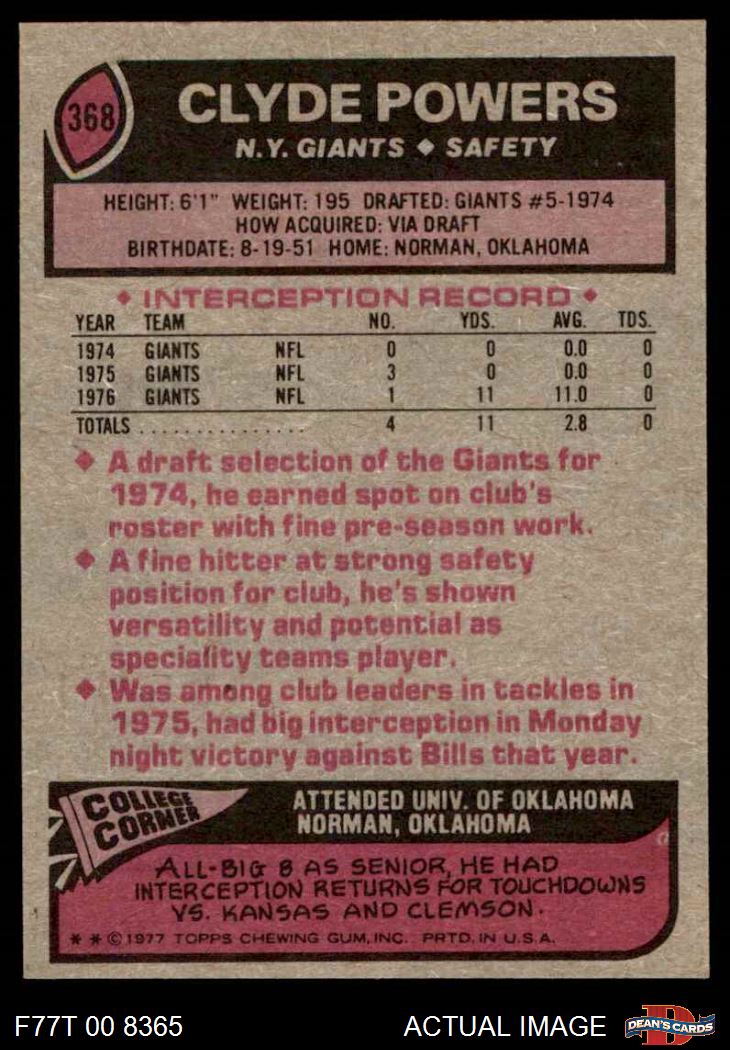 368
CLYDE POWERS
N.Y. GIANTS ◆ SAFETY
HEIGHT: 6'1" WEIGHT: 195 DRAFTED: GIANTS #5-1974
HOW ACQUIRED: VIA DRAFT
BIRTHDATE: 8-19-51 HOME: NORMAN, OKLAHOMA
◆ INTERCEPTION RECORD ◆
YEAR TEAM NO. YDS. AVG. TDS.
1974 GIANTS NFL 0 0 0.0 0
1975 GIANTS NFL 3 0 0.0 0
1976 GIANTS NFL 1 11 11.0 0
TOTALS . . . . . . . . . . . . . . . 4 11 2.8 0
◆ A draft selection of the Giants for
1974, he earned spot on club's
roster with fine pre-season work.
◆ A fine hitter at strong safety
position for club, he's shown
versatility and potential as
speciality teams player.
◆ Was among club leaders in tackles in
1975, had big interception in Monday
night victory against Bills that year.
COLLEGE
CORNER
ATTENDED UNIV. OF OKLAHOMA
NORMAN, OKLAHOMA
ALL-BIG 8 AS SENIOR, HE HAD
INTERCEPTION RETURNS FOR TOUCHDOWNS
VS. KANSAS AND CLEMSON.
* * © 1977 TOPPS CHEWING GUM, INC. PRTD. IN U.S.A.
F77T 00 8365
ACTUAL IMAGE
D
DEAN'S CARDS